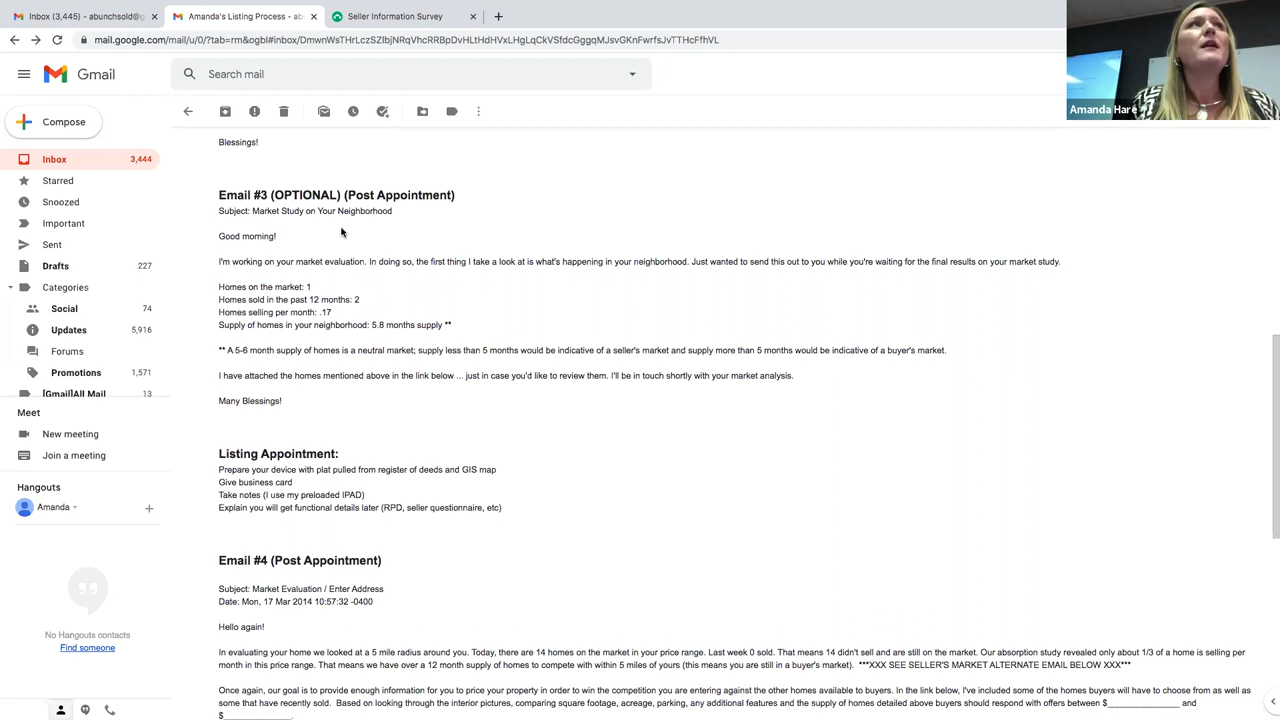 Inbox (3,445) - abunchsold@g
Amanda's Listing Process - ab
Seller Information Survey
mail.google.com/mail/u/0/?tab=rm&ogbl#inbox/DmwnWsTHrLczSZlbjNRqVhcRRBpDvHLtHdHVxLHgLqCkVSfdcGggqMJsvGKnFwrfsJvTTHcFfhVL
Gmail
Search mail
Amanda Hare
Compose
Inbox 3,444
Starred
Snoozed
Important
Sent
Drafts 227
Categories
Social 74
Updates 5,916
Forums
Promotions 1,571
[Gmail]All Mail 13
Meet
New meeting
Join a meeting
Hangouts
Amanda
No Hangouts contacts
Find someone
Blessings!
Email #3 (OPTIONAL) (Post Appointment)
Subject: Market Study on Your Neighborhood
Good morning!
I'm working on your market evaluation. In doing so, the first thing I take a look at is what's happening in your neighborhood. Just wanted to send this out to you while you're waiting for the final results on your market study.
Homes on the market: 1
Homes sold in the past 12 months: 2
Homes selling per month: .17
Supply of homes in your neighborhood: 5.8 months supply **
** A 5-6 month supply of homes is a neutral market; supply less than 5 months would be indicative of a seller's market and supply more than 5 months would be indicative of a buyer's market.
I have attached the homes mentioned above in the link below ... just in case you'd like to review them. I'll be in touch shortly with your market analysis.
Many Blessings!
Listing Appointment:
Prepare your device with plat pulled from register of deeds and GIS map
Give business card
Take notes (I use my preloaded IPAD)
Explain you will get functional details later (RPD, seller questionnaire, etc)
Email #4 (Post Appointment)
Subject: Market Evaluation / Enter Address
Date: Mon, 17 Mar 2014 10:57:32 -0400
Hello again!
In evaluating your home we looked at a 5 mile radius around you. Today, there are 14 homes on the market in your price range. Last week 0 sold. That means 14 didn't sell and are still on the market. Our absorption study revealed only about 1/3 of a home is selling per
month in this price range. That means we have over a 12 month supply of homes to compete with within 5 miles of yours (this means you are still in a buyer's market). ***XXX SEE SELLER'S MARKET ALTERNATE EMAIL BELOW XXX***
Once again, our goal is to provide enough information for you to price your property in order to win the competition you are entering against the other homes available to buyers. In the link below, I've included some of the homes buyers will have to choose from as well as
some that have recently sold. Based on looking through the interior pictures, comparing square footage, acreage, parking, any additional features and the supply of homes detailed above buyers should respond with offers between $______________ and
$____________.